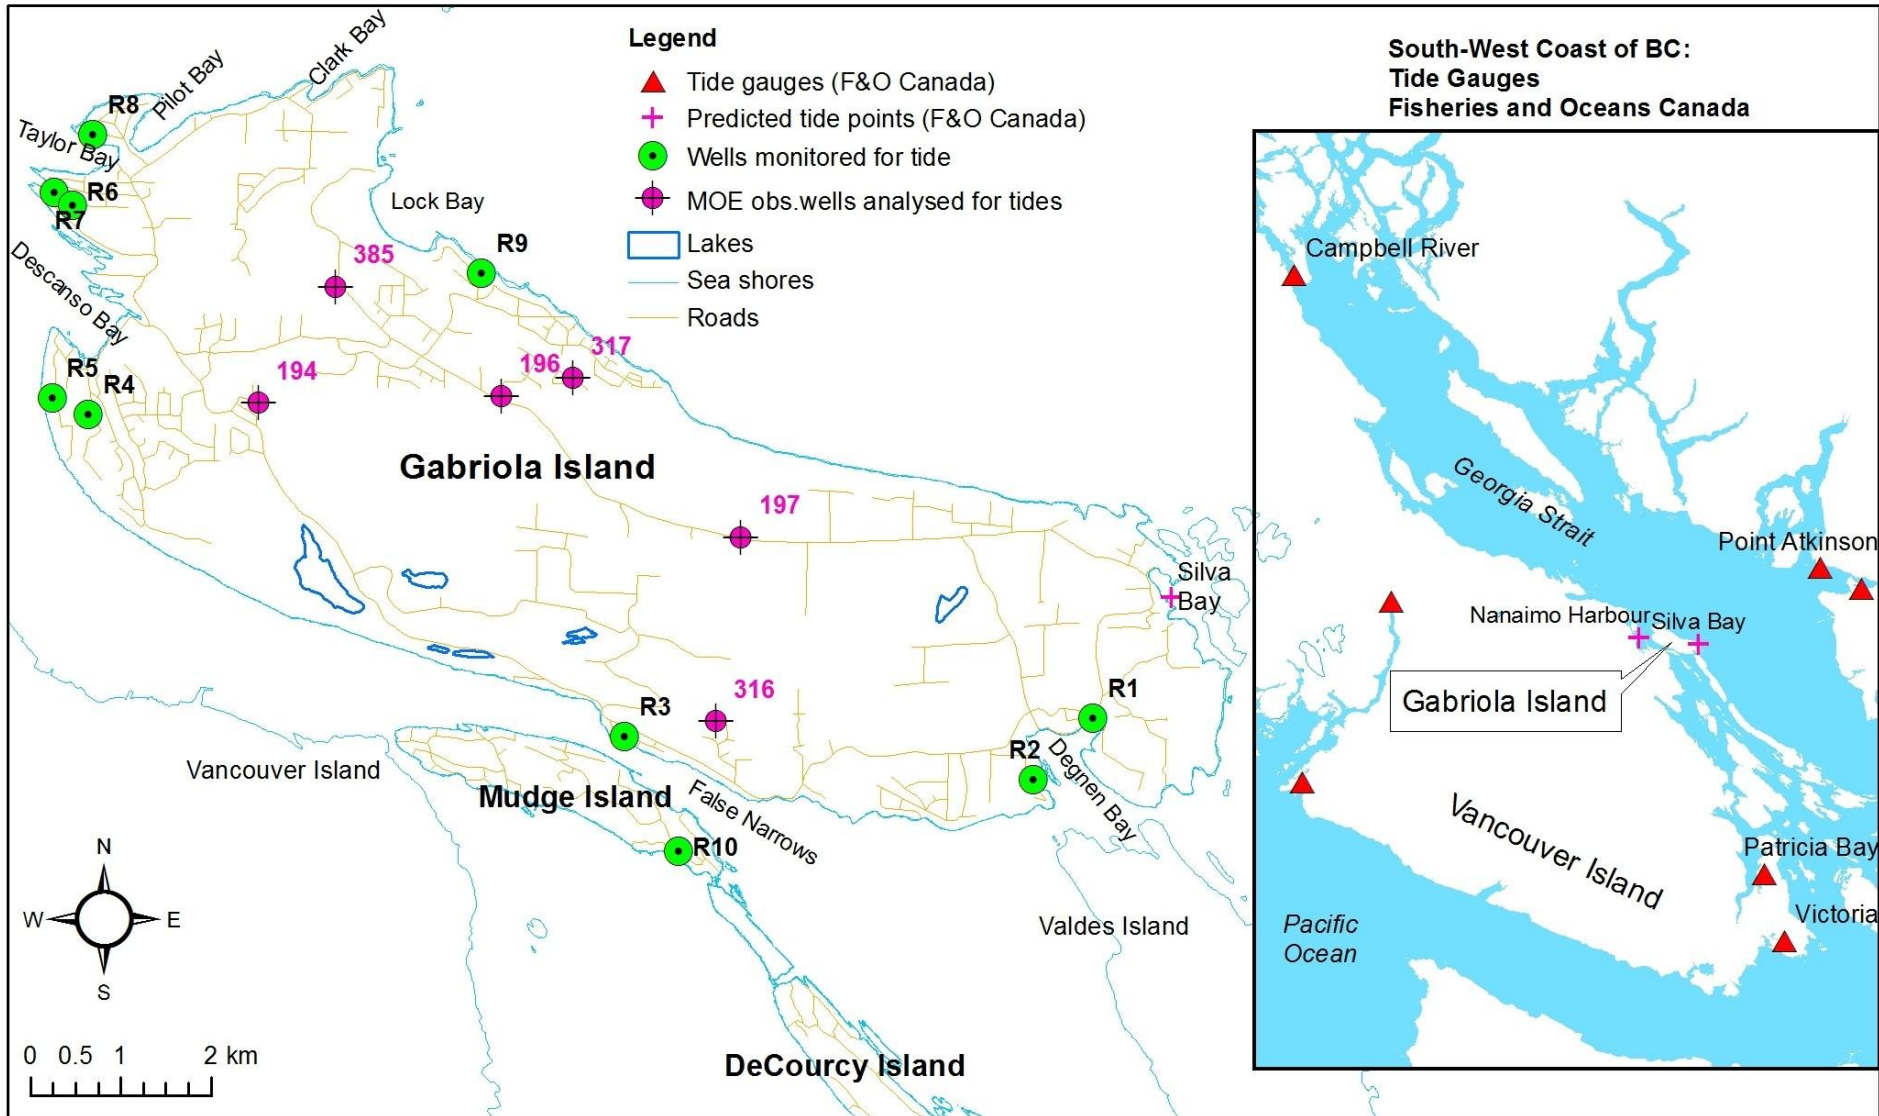 Legend
Tide gauges (F&O Canada)
Predicted tide points (F&O Canada)
Wells monitored for tide
MOE obs.wells analysed for tides
Lakes
Sea shores
Roads
Clark Bay
Pilot Bay
R8
Taylor Bay
R6
R7
Lock Bay
R9
385
Descanso Bay
317
196
194
R5
R4
Gabriola Island
197
Silva
Bay
316
R1
R3
R2
Degnen Bay
Vancouver Island
Mudge Island
False Narrows
R10
Valdes Island
DeCourcy Island
N
W
E
S
0 0.5 1 2 km
South-West Coast of BC:
Tide Gauges
Fisheries and Oceans Canada
Campbell River
Georgia Strait
Point Atkinson
Nanaimo Harbour
Silva Bay
Gabriola Island
Vancouver Island
Patricia Bay
Victoria
Pacific
Ocean